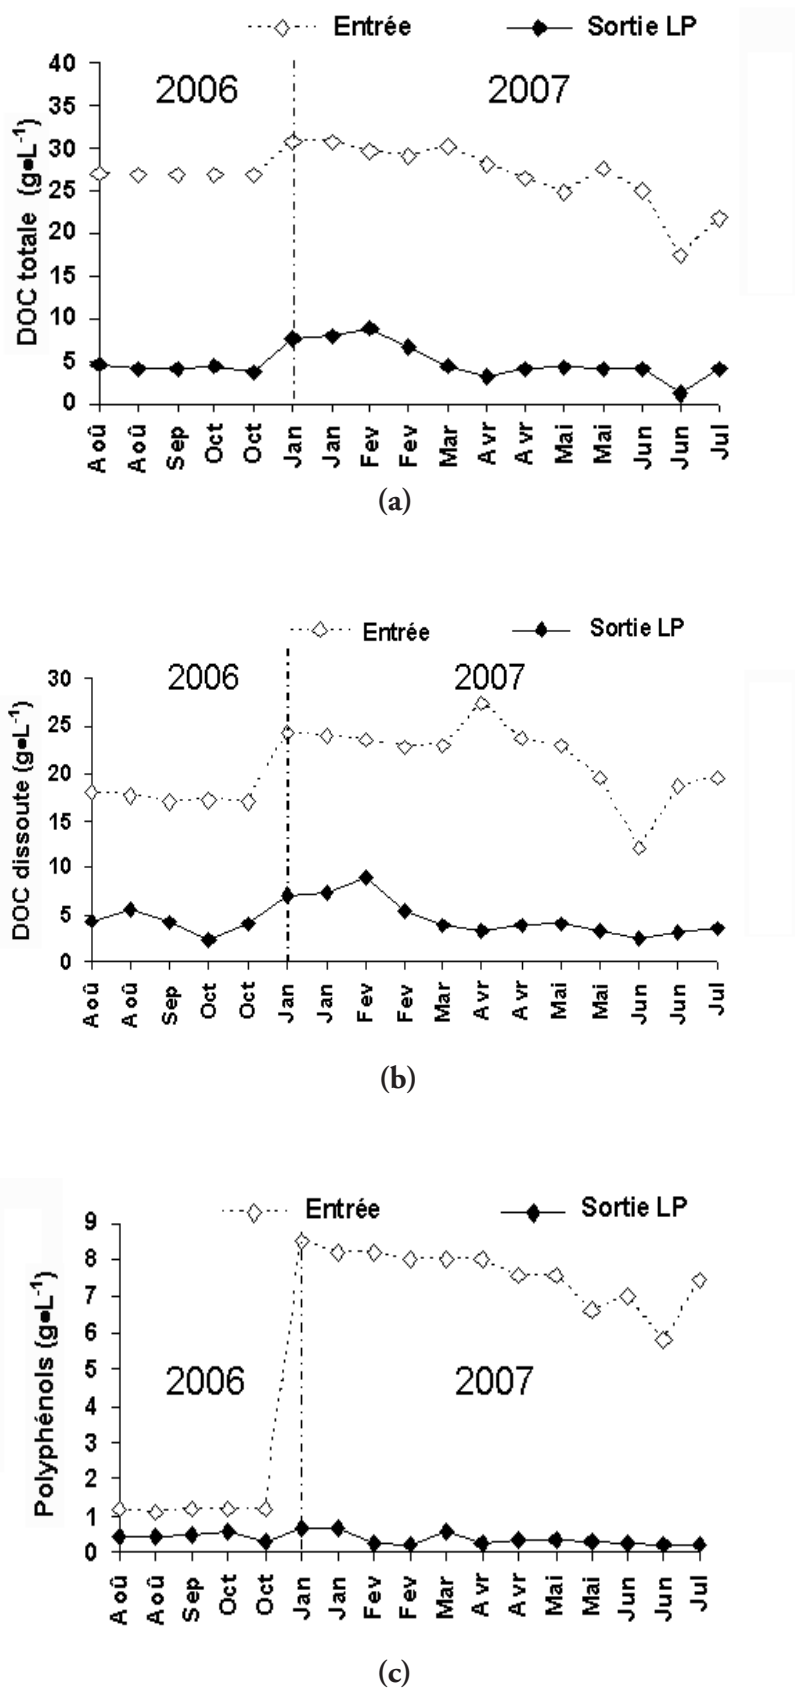 Entrée Sortie LP
2006 2007
DOC totale (g•L-1)
40
35
30
25
20
15
10
5
0
Aoû Aoû Sep Oct Oct Jan Jan Fev Fev Mar Avr Avr Mai Mai Jun Jun Jul
(a)
Entrée Sortie LP
2006 2007
DOC dissoute (g•L-1)
30
25
20
15
10
5
0
Aoû Aoû Sep Oct Oct Jan Jan Fev Fev Mar Avr Avr Mai Mai Jun Jun Jul
(b)
Entrée Sortie LP
Polyphénols (g•L-1)
9
8
7
6
5
4
3
2
1
0
2006 2007
Aoû Aoû Sep Oct Oct Jan Jan Fev Fev Mar Avr Avr Mai Mai Jun Jun Jul
(c)